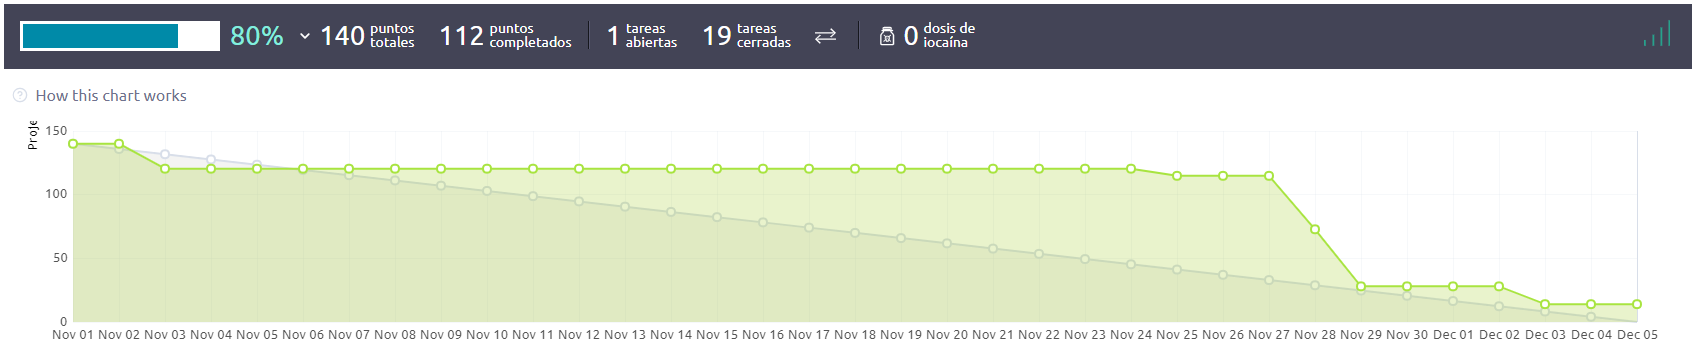 80% 140 puntos totales 112 puntos completados 1 tareas abiertas 19 tareas cerradas 0 dosis de iocaína
How this chart works
Proje
150
100
50
0
Nov 01 Nov 02 Nov 03 Nov 04 Nov 05 Nov 06 Nov 07 Nov 08 Nov 09 Nov 10 Nov 11 Nov 12 Nov 13 Nov 14 Nov 15 Nov 16 Nov 17 Nov 18 Nov 19 Nov 20 Nov 21 Nov 22 Nov 23 Nov 24 Nov 25 Nov 26 Nov 27 Nov 28 Nov 29 Nov 30 Dec 01 Dec 02 Dec 03 Dec 04 Dec 05